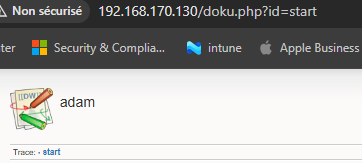 Non sécurisé 192.168.170.130/doku.php?id=start
ter Security & Complia... intune Apple Business
DW
adam
Trace: • start